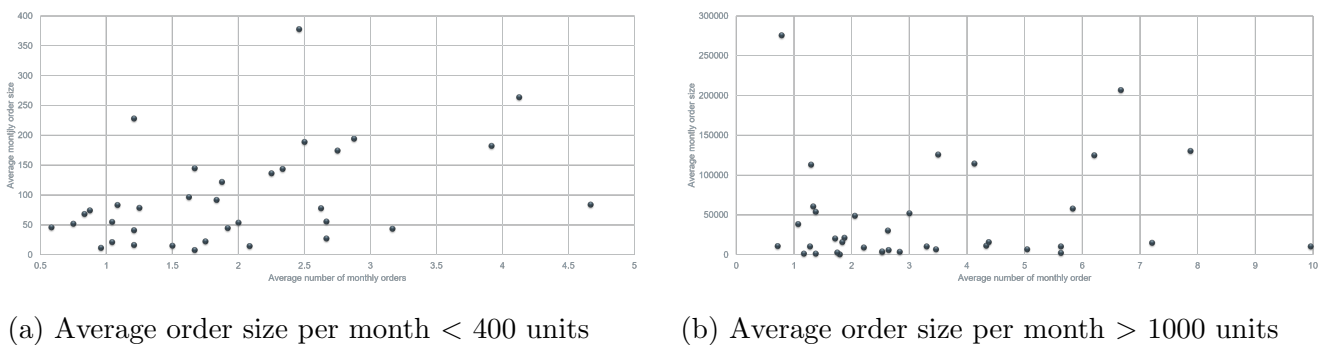 400
350
300
250
200
150
100
50
0
Average montlly order size
0.5 1 1.5 2 2.5 3 3.5 4 4.5 5
Average number of monthly orders
(a) Average order size per month < 400 units
300000
250000
200000
150000
100000
50000
0
Average montly order size
0 1 2 3 4 5 6 7 8 9 10
Average number of monthly order
(b) Average order size per month > 1000 units